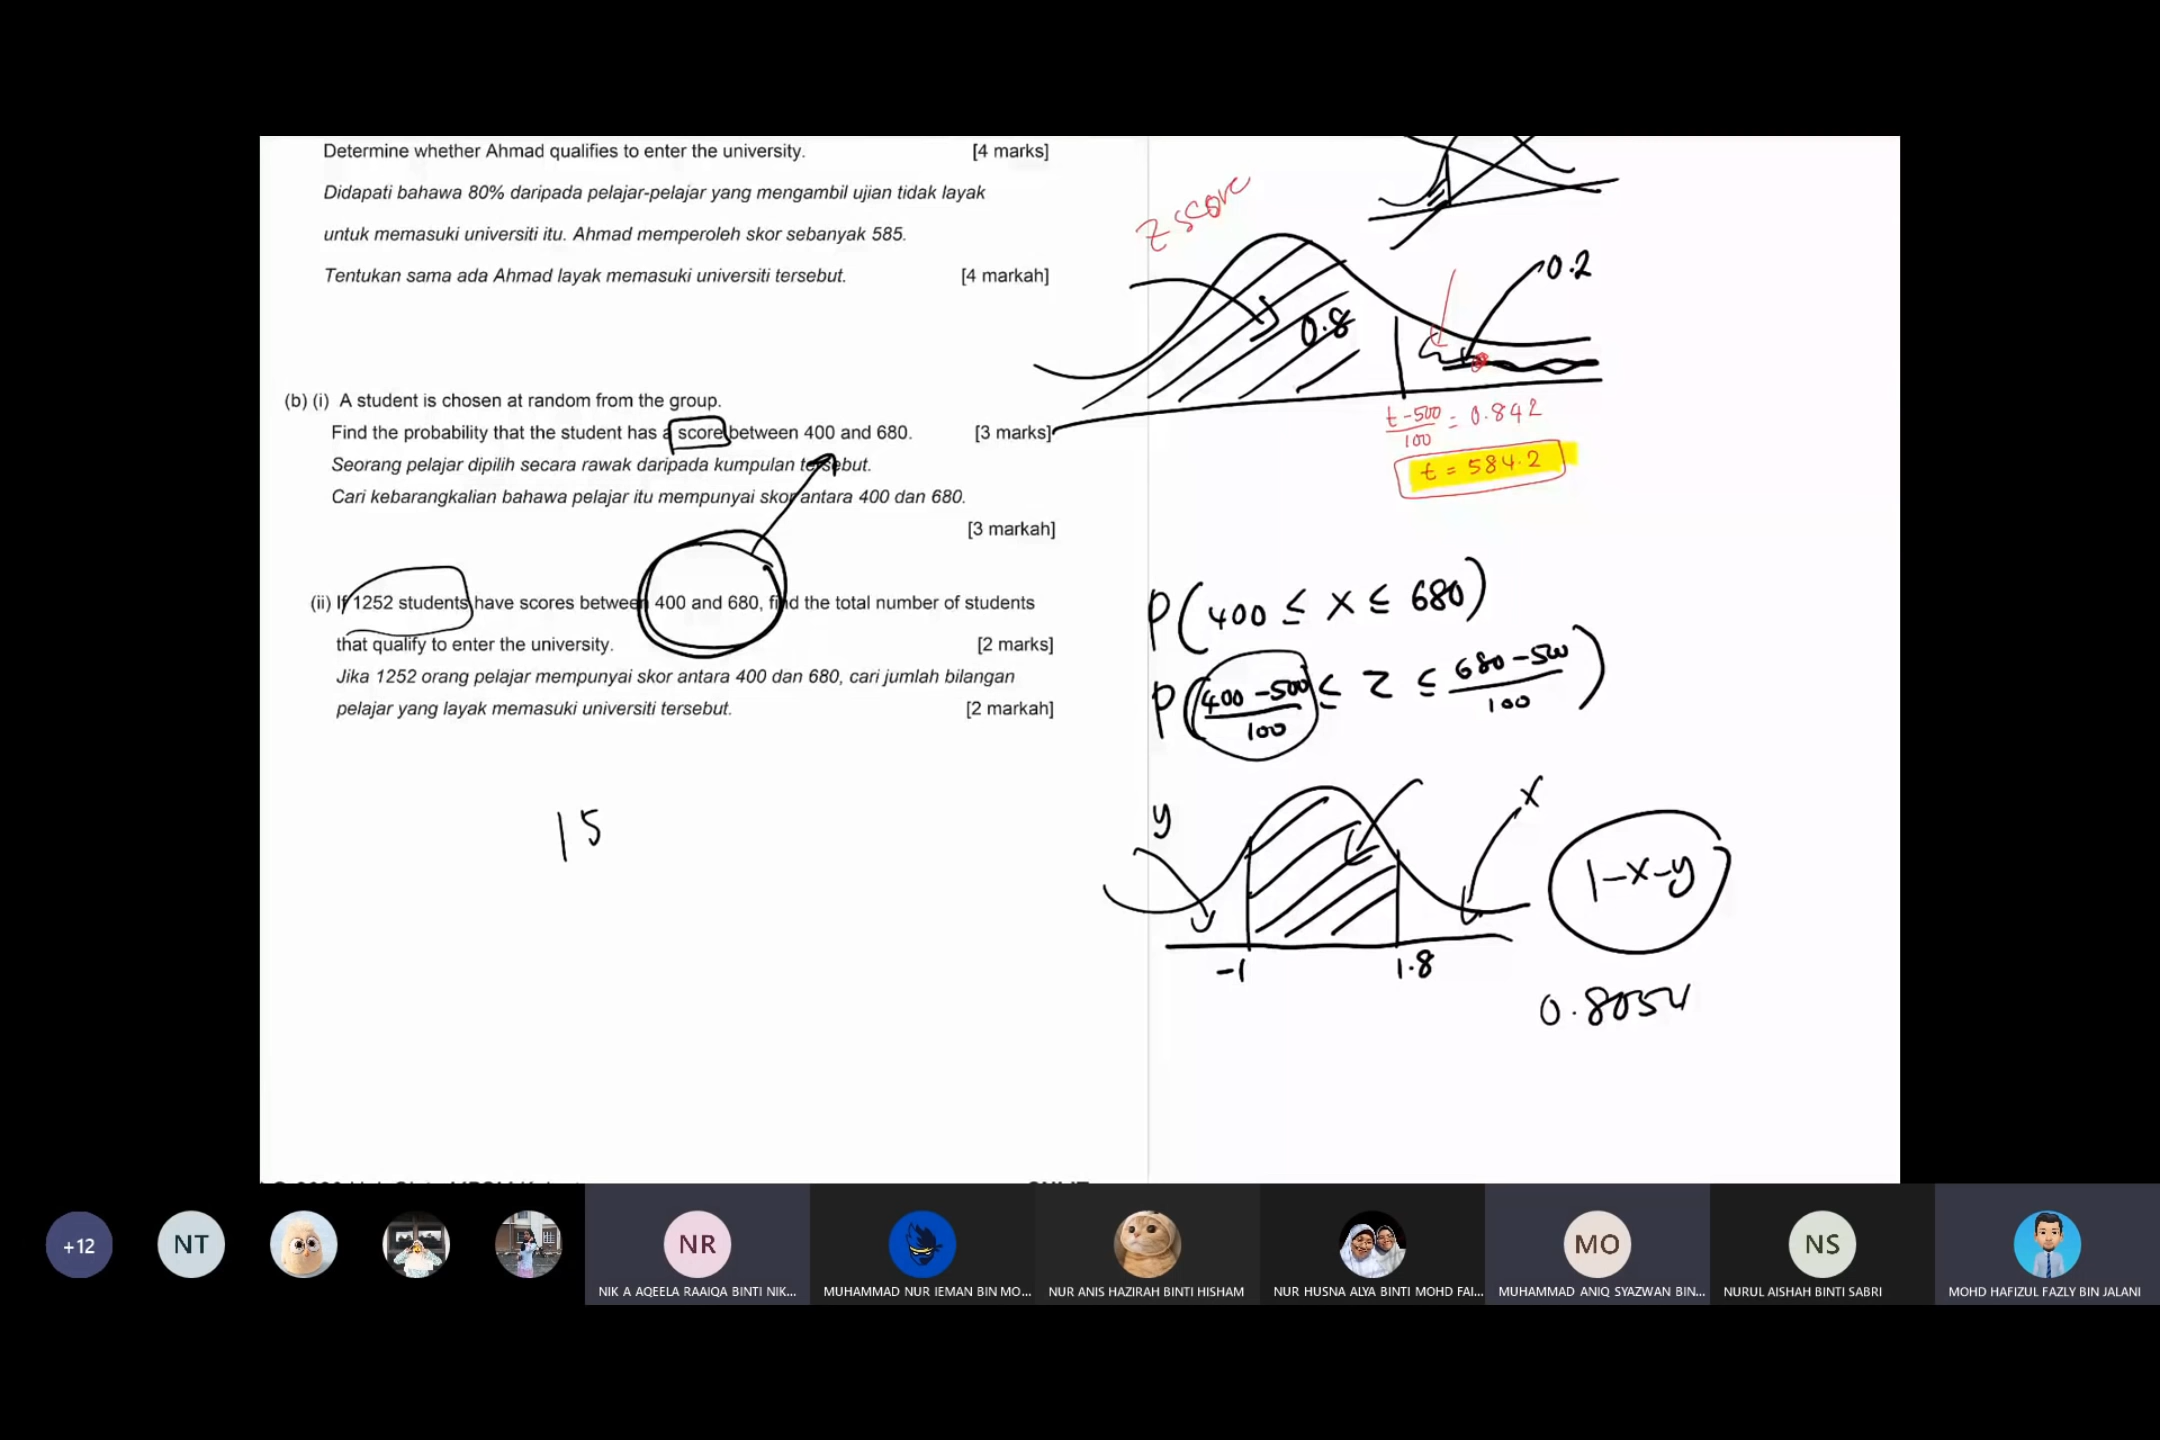 Determine whether Ahmad qualifies to enter the university. [4 marks]
Didapati bahawa 80% daripada pelajar-pelajar yang mengambil ujian tidak layak
untuk memasuki universiti itu. Ahmad memperoleh skor sebanyak 585.
Tentukan sama ada Ahmad layak memasuki universiti tersebut. [4 markah]
(b) (i) A student is chosen at random from the group.
Find the probability that the student has a score between 400 and 680. [3 marks]
Seorang pelajar dipilih secara rawak daripada kumpulan tersebut.
Cari kebarangkalian bahawa pelajar itu mempunyai skor antara 400 dan 680.
[3 markah]
(ii) If 1252 students have scores between 400 and 680, find the total number of students
that qualify to enter the university. [2 marks]
Jika 1252 orang pelajar mempunyai skor antara 400 dan 680, cari jumlah bilangan
pelajar yang layak memasuki universiti tersebut. [2 markah]
15
z score
0.2
0.8
t-500/100 = 0.842
t = 584.2
P(400 ≤ X ≤ 680)
P(400-500/100 ≤ Z ≤ 680-500/100)
y
x
-1
1.8
1-x-y
0.8054
+12
NT
NR
MO
NS
NIK A AQEELA RAAIQA BINTI NIK...
MUHAMMAD NUR IEMAN BIN MO...
NUR ANIS HAZIRAH BINTI HISHAM
NUR HUSNA ALYA BINTI MOHD FAI...
MUHAMMAD ANIQ SYAZWAN BIN...
NURUL AISHAH BINTI SABRI
MOHD HAFIZUL FAZLY BIN JALANI